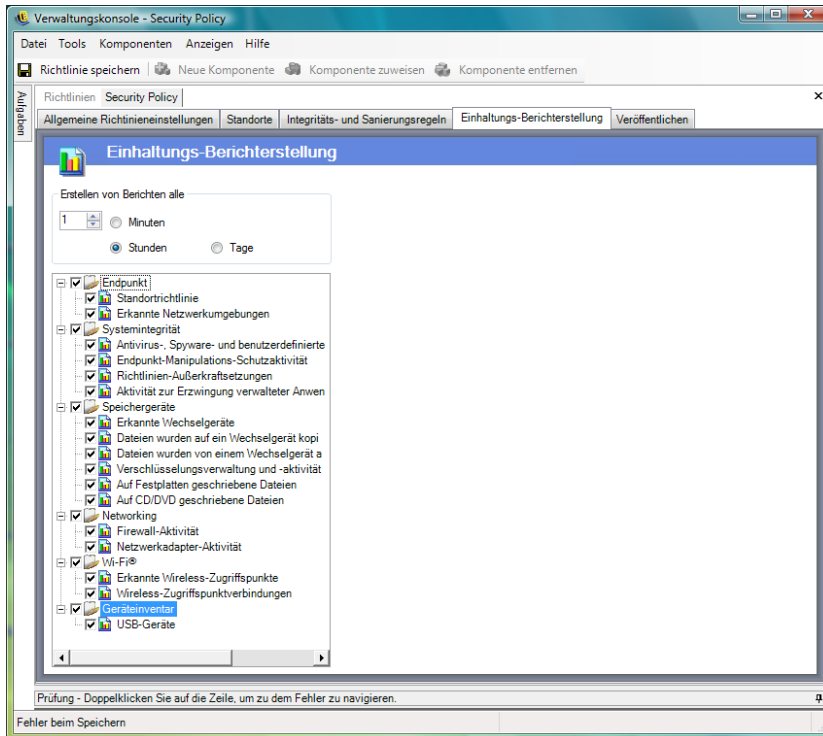 Verwaltungskonsole - Security Policy
Datei Tools Komponenten Anzeigen Hilfe
Richtlinie speichern Neue Komponente Komponente zuweisen Komponente entfernen
Aufgaben
Richtlinien Security Policy
Allgemeine Richtinieneinstellungen Standorte Integritäts- und Sanierungsregeln Einhaltungs-Berichterstellung Veröffentlichen
Einhaltungs-Berichterstellung
Erstellen von Berichten alle
1 Minuten
Stunden Tage
Endpunkt
Standortrichtlinie
Erkannte Netzwerkumgebungen
Systemintegrität
Antivirus-, Spyware- und benutzerdefinierte
Endpunkt-Manipulations-Schutzaktivität
Richtlinien-Außerkraftsetzungen
Aktivität zur Erzwingung verwalteter Anwen
Speichergeräte
Erkannte Wechselgeräte
Dateien wurden auf ein Wechselgerät kopi
Dateien wurden von einem Wechselgerät a
Verschlüsselungsverwaltung und -aktivität
Auf Festplatten geschriebene Dateien
Auf CD/DVD geschriebene Dateien
Networking
Firewall-Aktivität
Netzwerkadapter-Aktivität
Wi-Fi®
Erkannte Wireless-Zugriffspunkte
Wireless-Zugriffspunktverbindungen
Geräteinventar
USB-Geräte
Prüfung - Doppelklicken Sie auf die Zeile, um zu dem Fehler zu navigieren.
Fehler beim Speichern